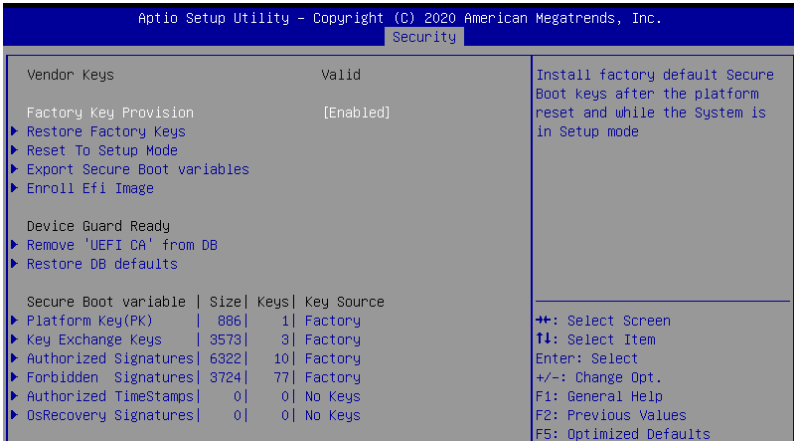 Aptio Setup Utility – Copyright (C) 2020 American Megatrends, Inc.
Security
Vendor Keys Valid
Factory Key Provision [Enabled]
▶ Restore Factory Keys
▶ Reset To Setup Mode
▶ Export Secure Boot variables
▶ Enroll Efi Image
Device Guard Ready
▶ Remove 'UEFI CA' from DB
▶ Restore DB defaults
Secure Boot variable | Size| Keys| Key Source
▶ Platform Key(PK) | 886| 1| Factory
▶ Key Exchange Keys | 3573| 3| Factory
▶ Authorized Signatures| 6322| 10| Factory
▶ Forbidden Signatures| 3724| 77| Factory
▶ Authorized TimeStamps| 0| 0| No Keys
▶ OsRecovery Signatures| 0| 0| No Keys
Install factory default Secure
Boot keys after the platform
reset and while the System is
in Setup mode
→←: Select Screen
↑↓: Select Item
Enter: Select
+/-: Change Opt.
F1: General Help
F2: Previous Values
F5: Optimized Defaults